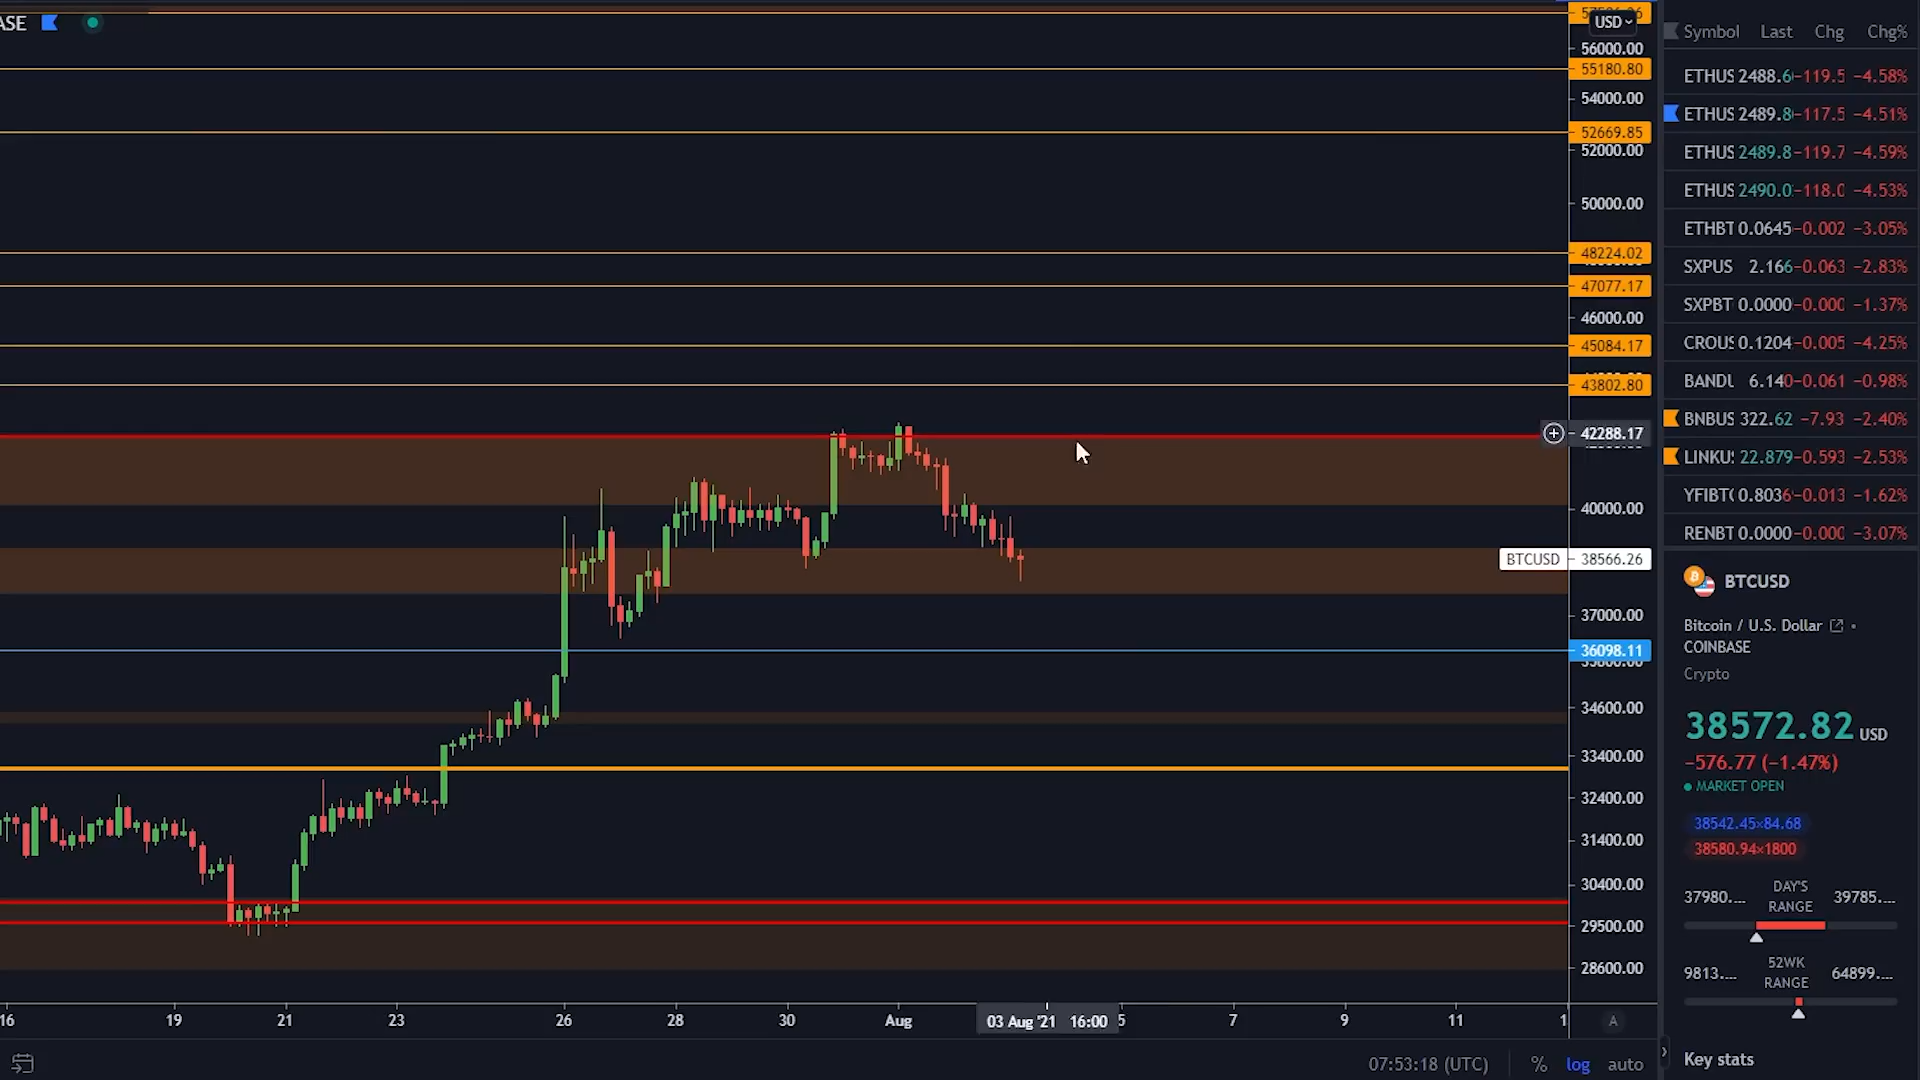 ASE
USD
56000.00
55180.80
54000.00
52669.85
52000.00
50000.00
48224.02
47077.17
46000.00
45084.17
43802.80
42288.17
40000.00
BTCUSD 38566.26
37000.00
36098.11
34600.00
33400.00
32400.00
31400.00
30400.00
29500.00
28600.00
16 19 21 23 26 28 30 Aug 03 Aug '21 16:00 5 7 9 11 1 A
07:53:18 (UTC) % log auto
Symbol Last Chg Chg%
ETHUS 2488.6 −119.5 −4.58%
ETHUS 2489.8 −117.5 −4.51%
ETHUS 2489.8 −119.7 −4.59%
ETHUS 2490.0 −118.0 −4.53%
ETHBT 0.0645 −0.002 −3.05%
SXPUS 2.166 −0.063 −2.83%
SXPBT 0.0000 −0.000 −1.37%
CROUS 0.1204 −0.005 −4.25%
BANDU 6.140 −0.061 −0.98%
BNBUS 322.62 −7.93 −2.40%
LINKU 22.879 −0.593 −2.53%
YFIBT 0.8036 −0.013 −1.62%
RENBT 0.0000 −0.000 −3.07%
BTCUSD
Bitcoin / U.S. Dollar
COINBASE
Crypto
38572.82 USD
−576.77 (−1.47%)
MARKET OPEN
38542.45×84.68
38580.94×1800
37980.... DAY'S RANGE 39785....
9813.... 52WK RANGE 64899....
Key stats